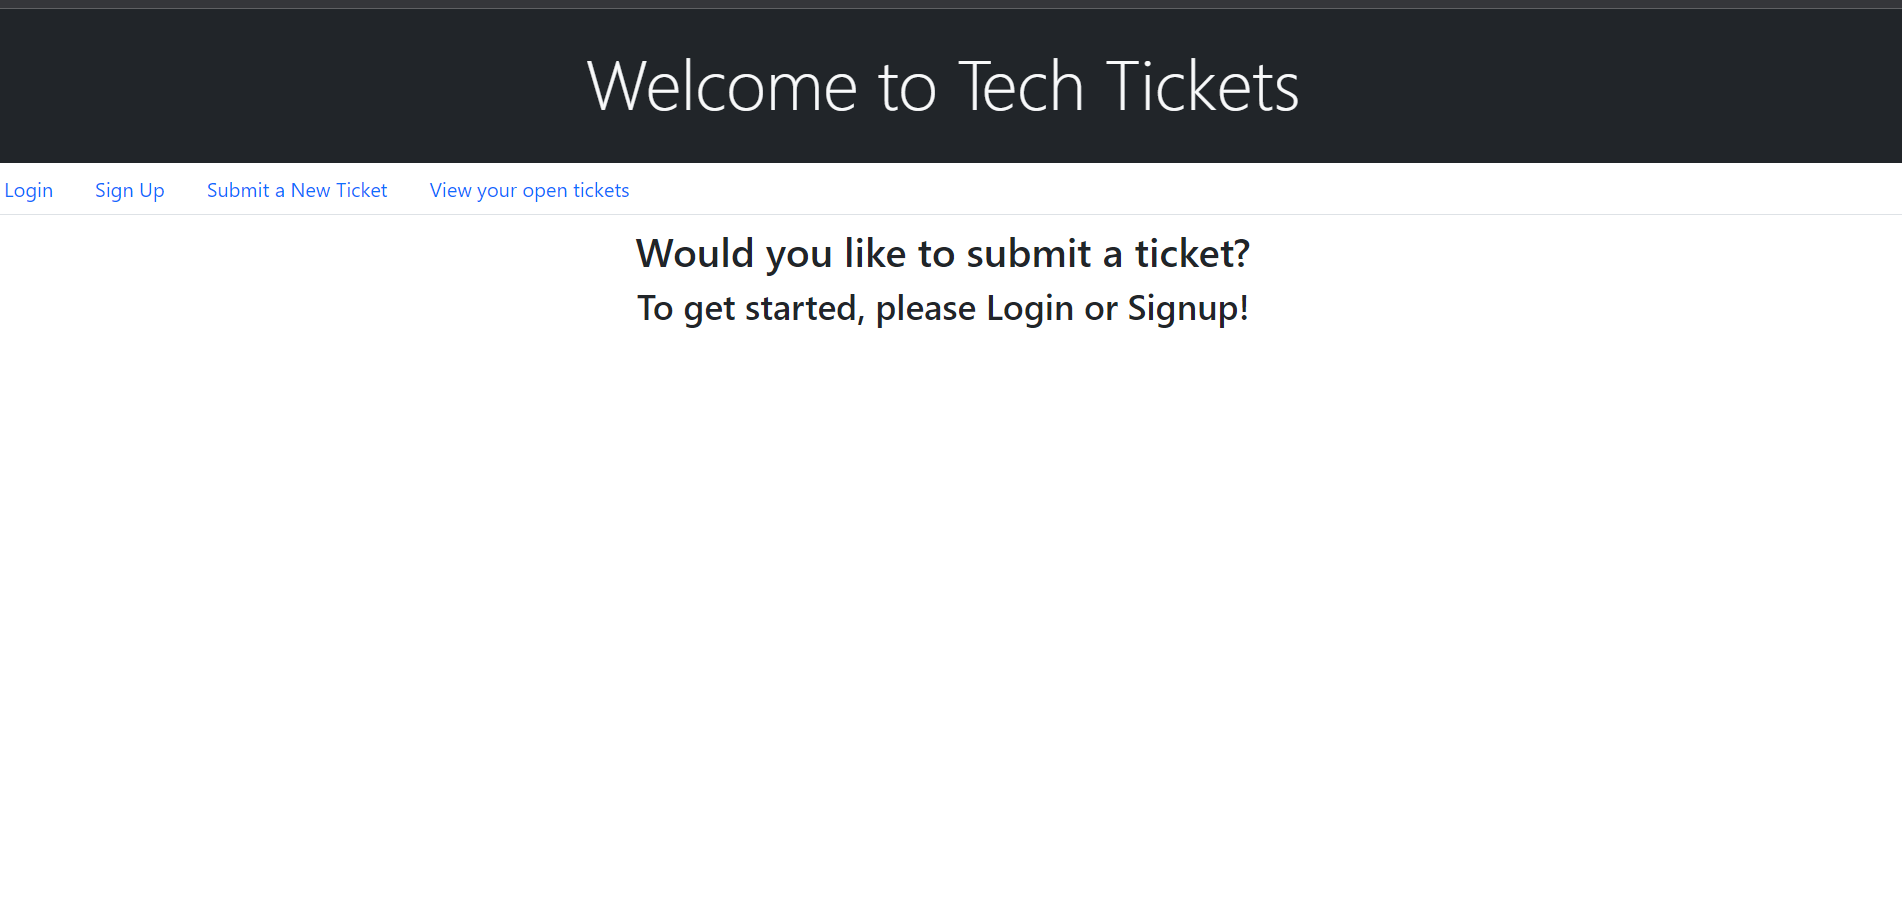 Welcome to Tech Tickets
Login Sign Up Submit a New Ticket View your open tickets
Would you like to submit a ticket?
To get started, please Login or Signup!